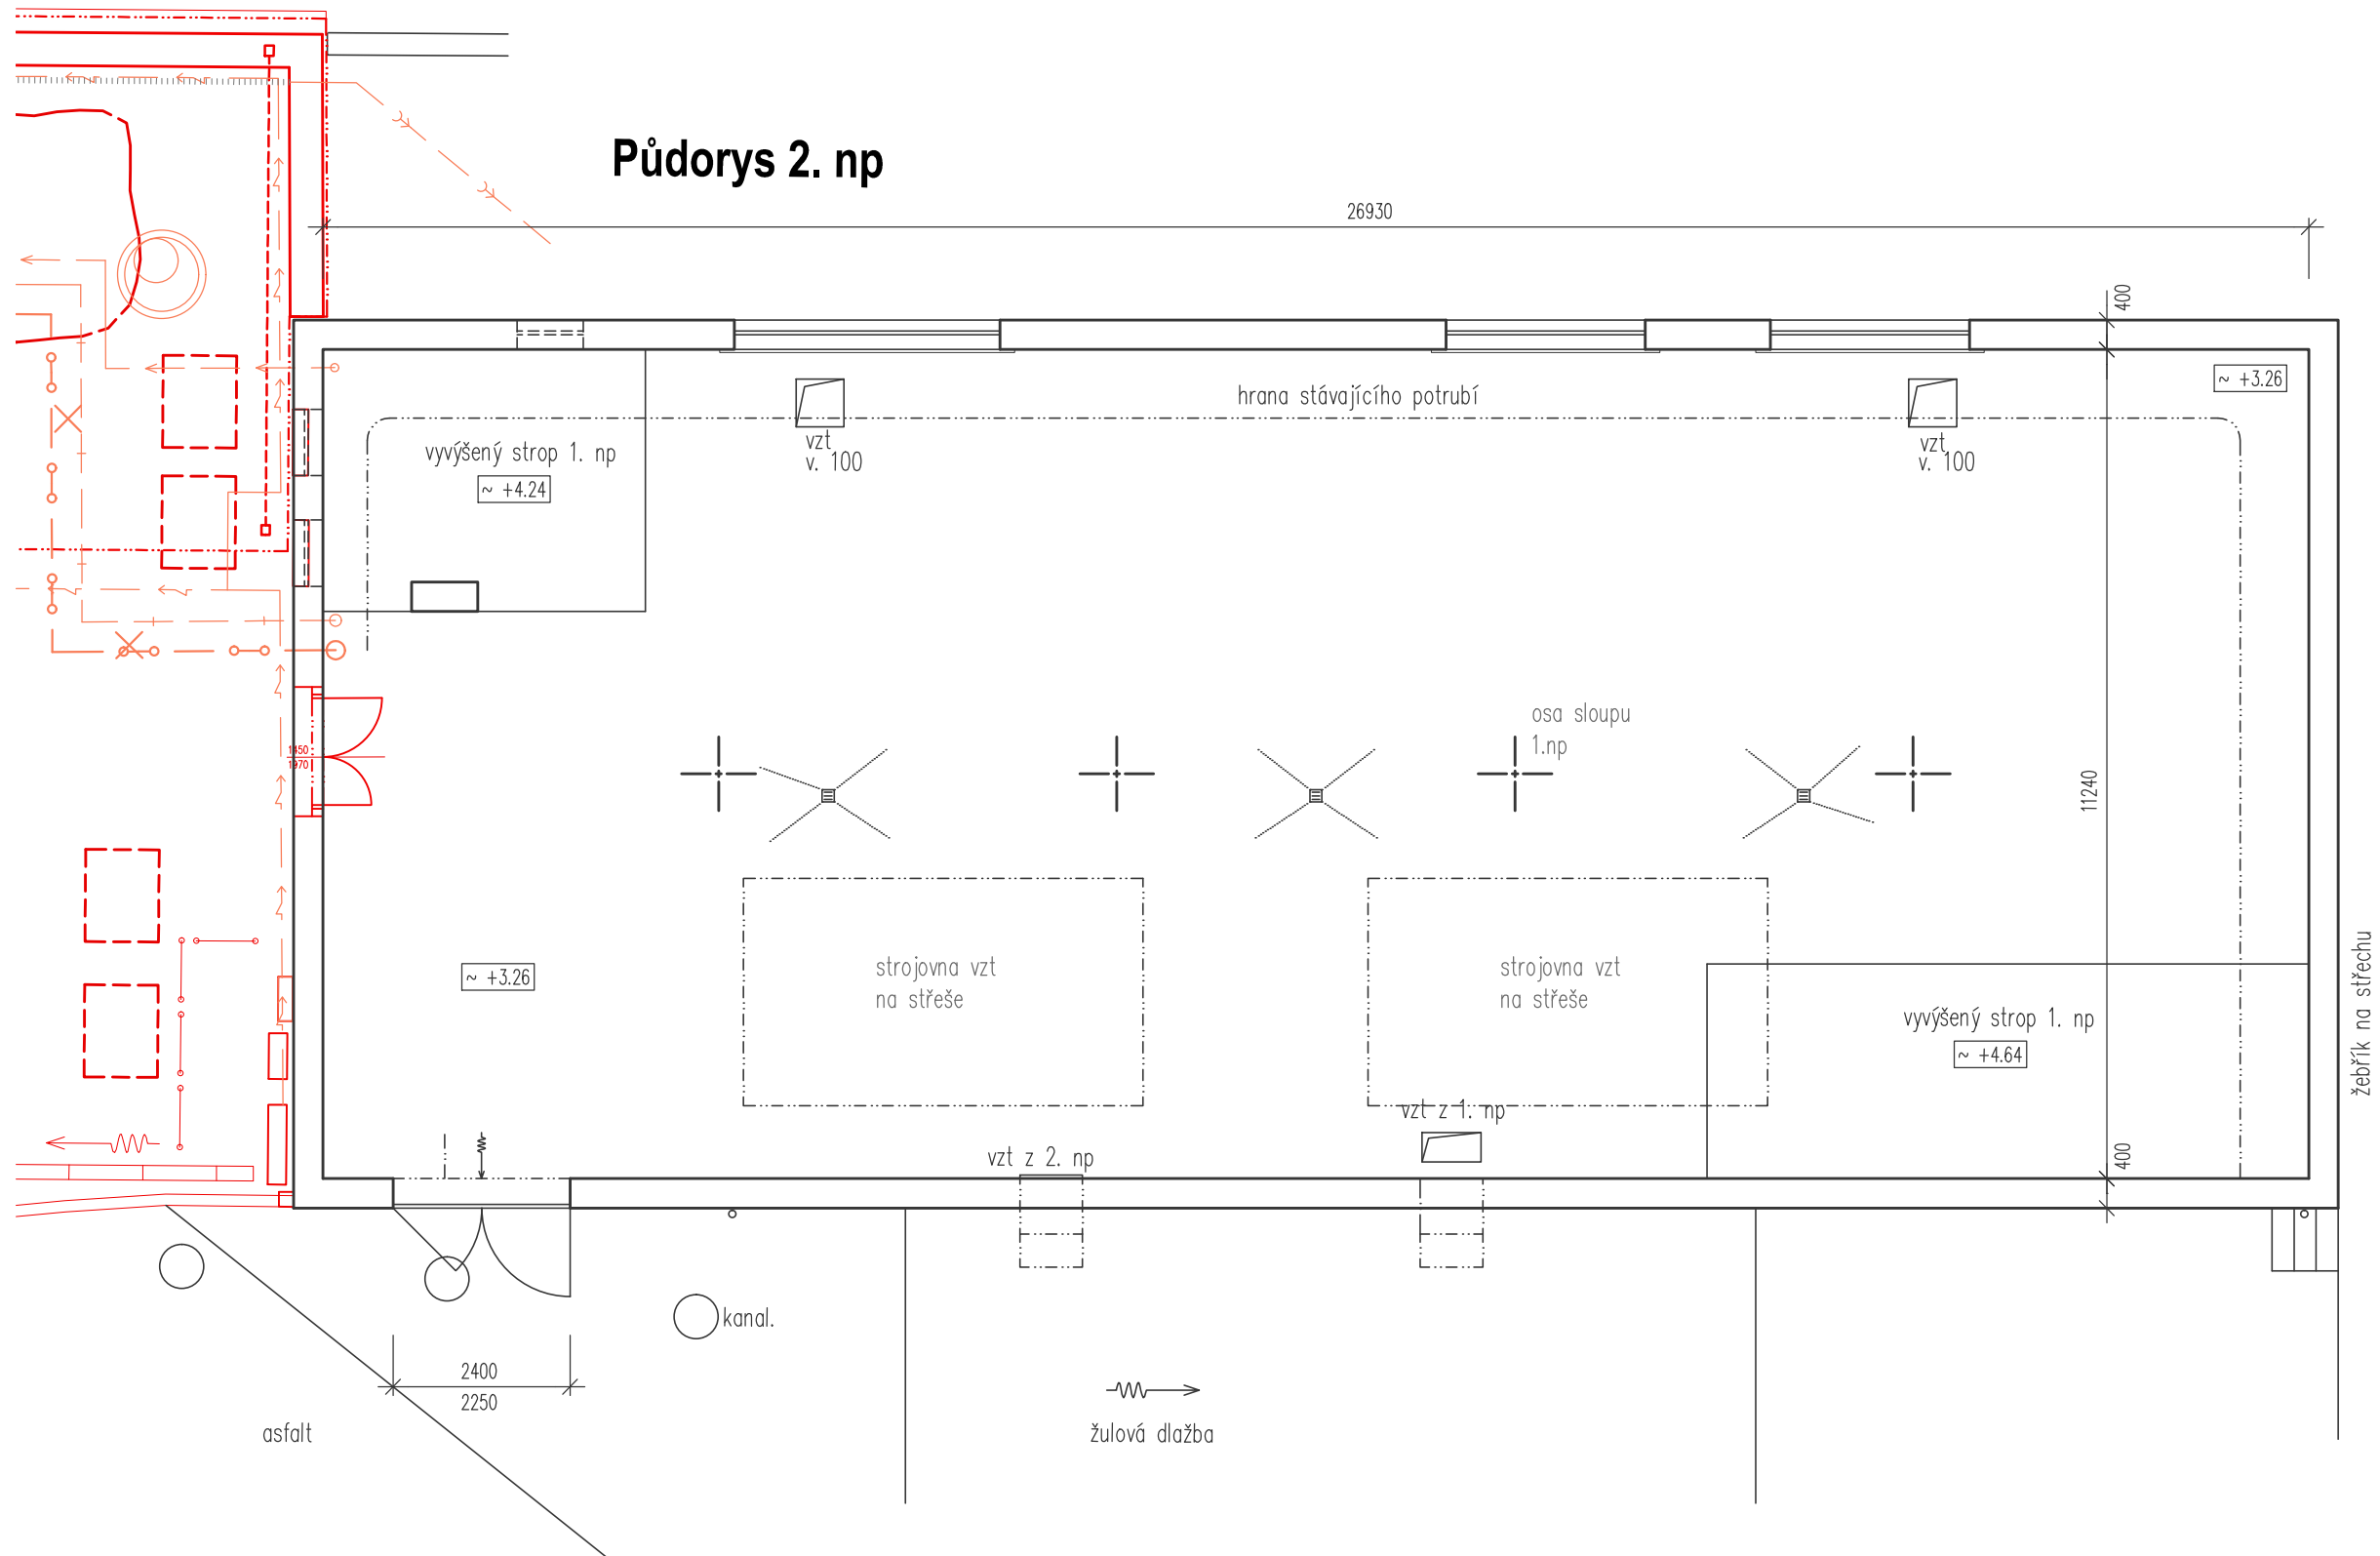 Půdorys 2. np
26930
400
hrana stávajícího potrubí
~ +3.26
vzt
v. 100
vzt
v. 100
vyvýšený strop 1. np
~ +4.24
osa sloupu
1.np
1450
1970
11240
strojovna vzt
na střeše
strojovna vzt
na střeše
~ +3.26
žebřík na střechu
vyvýšený strop 1. np
~ +4.64
vzt z 1. np
vzt z 2. np
400
kanal.
2400
2250
asfalt
žulová dlažba